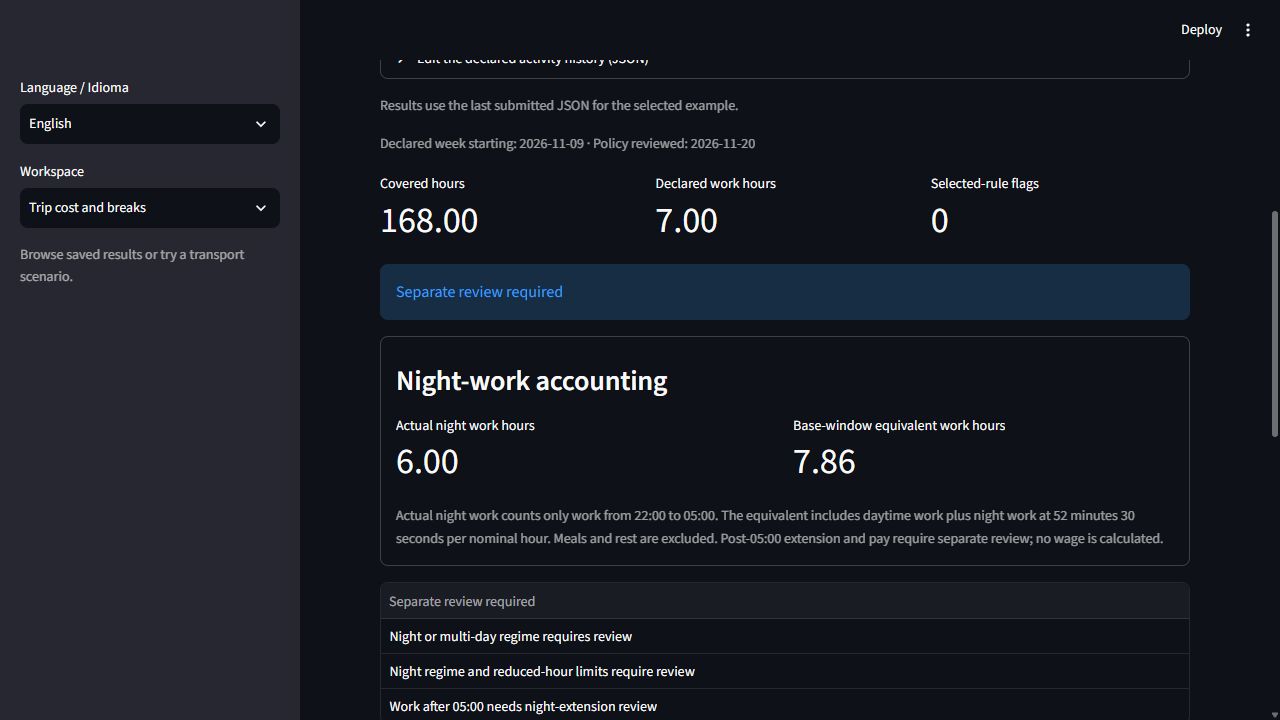 Deploy
Language / Idioma
English
Workspace
Trip cost and breaks
Browse saved results or try a transport
scenario.
Edit the declared activity history (JSON)
Results use the last submitted JSON for the selected example.
Declared week starting: 2026-11-09 · Policy reviewed: 2026-11-20
Covered hours
Declared work hours
Selected-rule flags
168.00
7.00
0
Separate review required
Night-work accounting
Actual night work hours
Base-window equivalent work hours
6.00
7.86
Actual night work counts only work from 22:00 to 05:00. The equivalent includes daytime work plus night work at 52 minutes 30
seconds per nominal hour. Meals and rest are excluded. Post-05:00 extension and pay require separate review; no wage is calculated.
Separate review required
Night or multi-day regime requires review
Night regime and reduced-hour limits require review
Work after 05:00 needs night-extension review